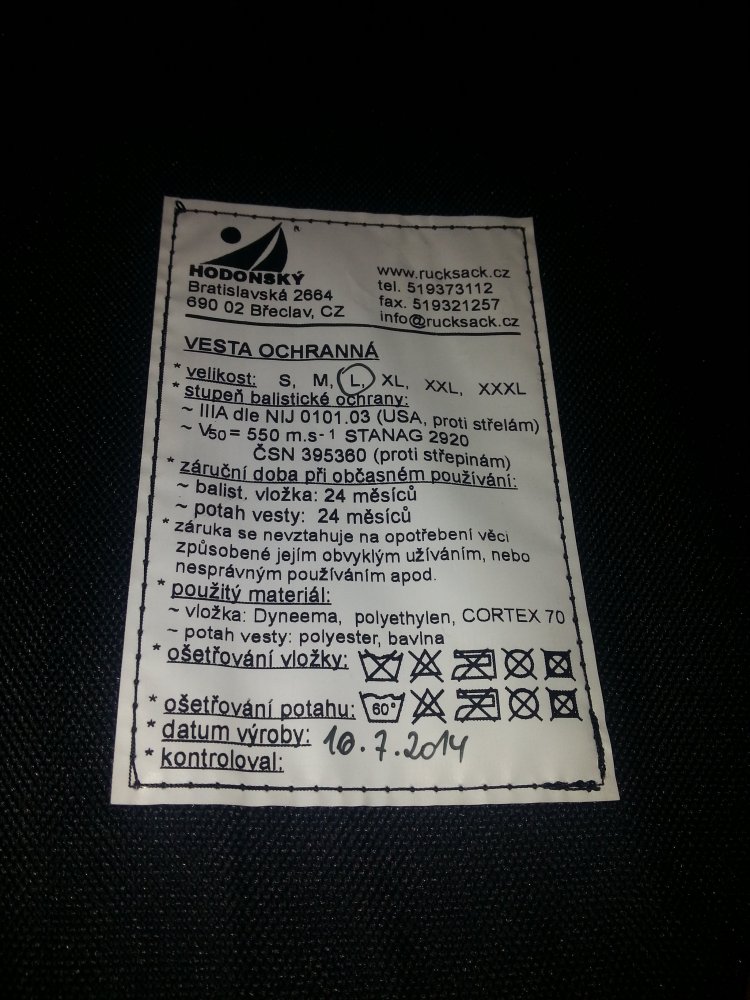 HODOŇSKÝ
Bratislavská 2664
690 02 Břeclav, CZ
www.rucksack.cz
tel. 519373112
fax. 519321257
info@rucksack.cz
VESTA OCHRANNÁ
* velikost: S, M, L, XL, XXL, XXXL
* stupeň balistické ochrany:
~ IIIA dle NIJ 0101.03 (USA, proti střelám)
~ V50 = 550 m.s-1 STANAG 2920
ČSN 395360 (proti střepinám)
* záruční doba při občasném používání:
~ balist. vložka: 24 měsíců
~ potah vesty: 24 měsíců
* záruka se nevztahuje na opotřebení věci
způsobené jejím obvyklým užíváním, nebo
nesprávným používáním apod.
* použitý materiál:
~ vložka: Dyneema, polyethylen, CORTEX 70
~ potah vesty: polyester, bavlna
* ošetřování vložky:
* ošetřování potahu: 60°
* datum výroby: 10.7.2014
* kontroloval: